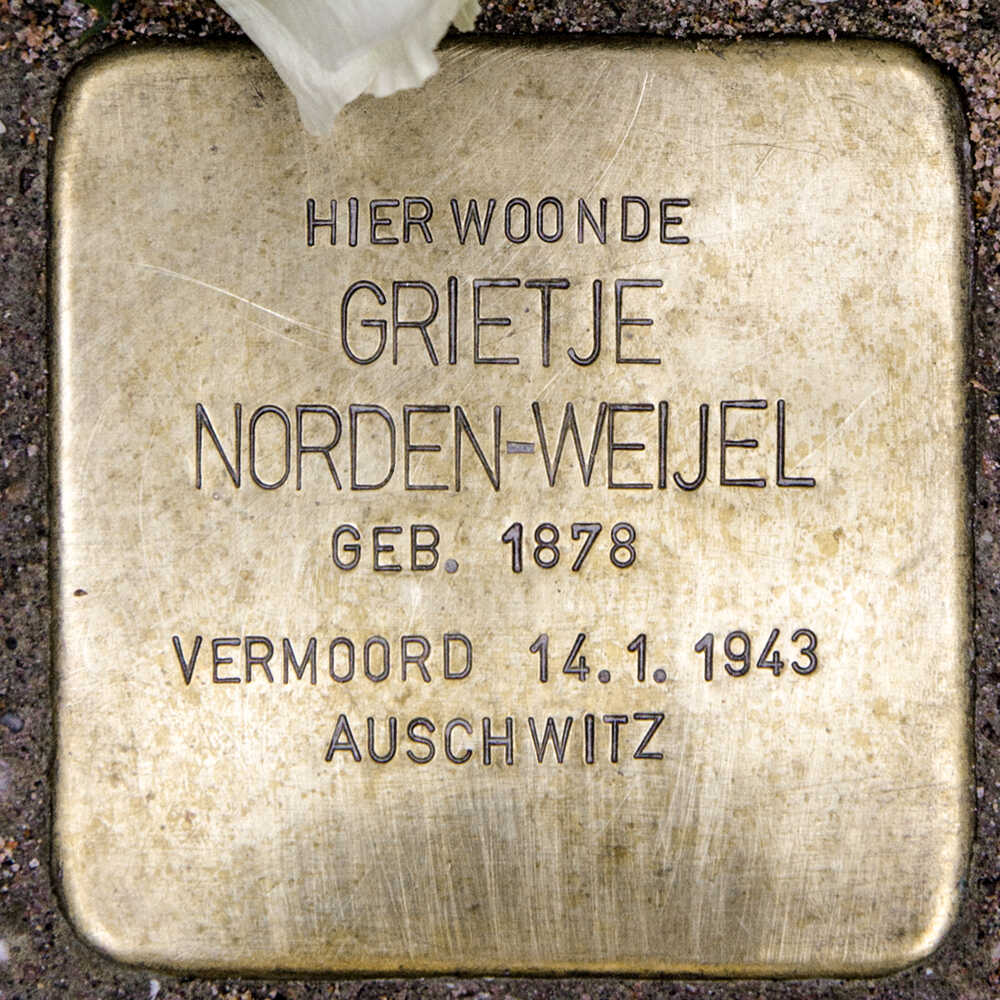 HIER WOONDE
GRIETJE
NORDEN-WEIJEL
GEB. 1878
VERMOORD 14.1.1943
AUSCHWITZ